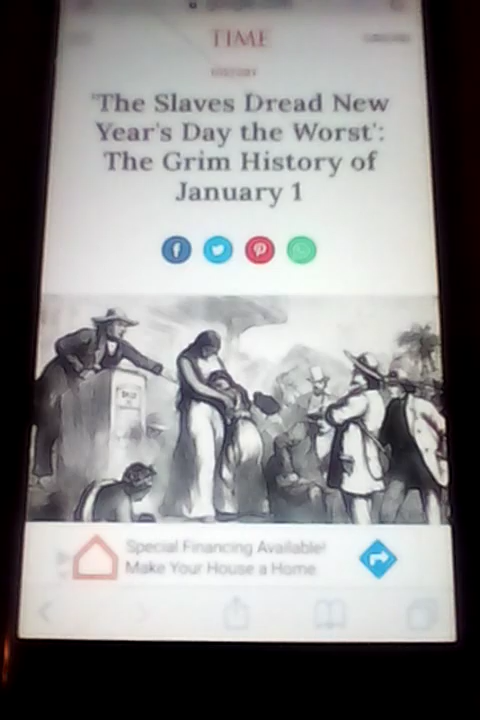 TIME
HISTORY
'The Slaves Dread New
Year's Day the Worst':
The Grim History of
January 1
Special Financing Available!
Make Your House a Home